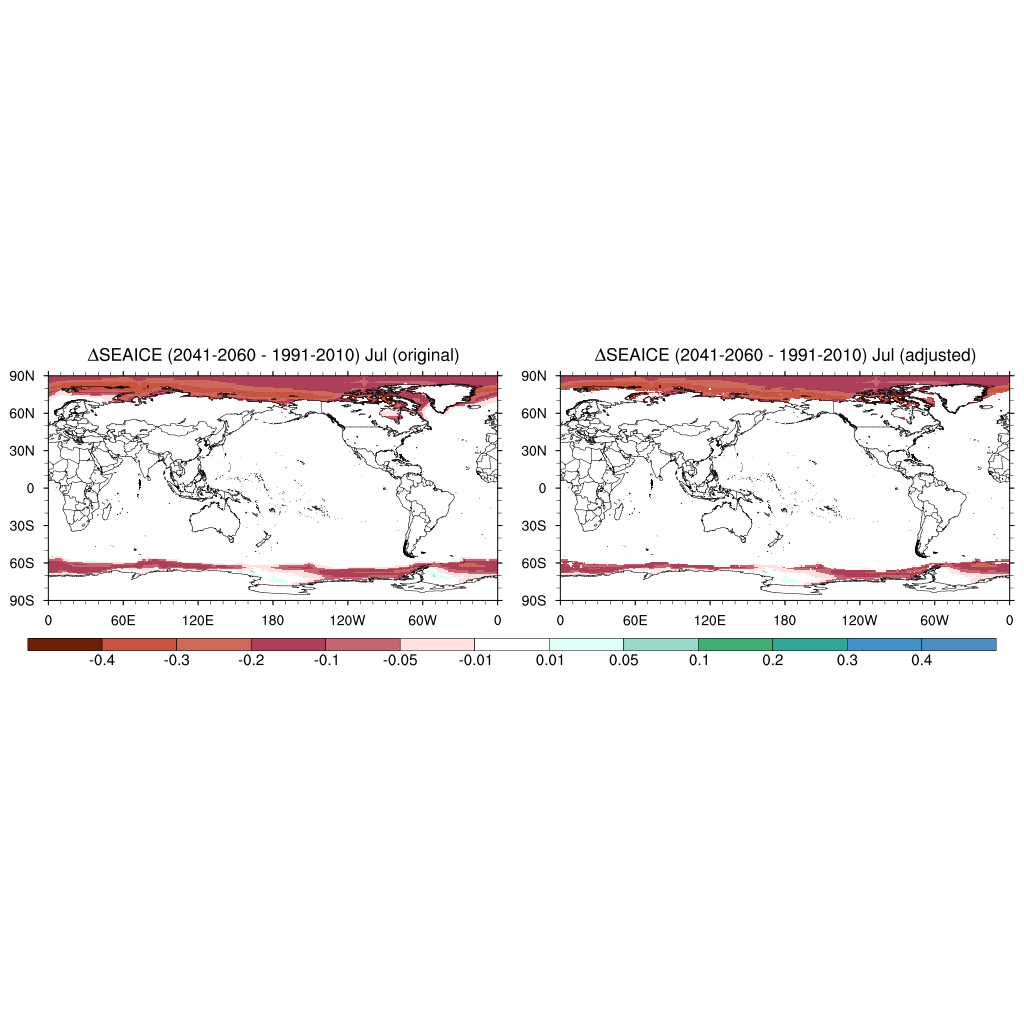 ΔSEAICE (2041-2060 - 1991-2010) Jul (original)
90N
60N
30N
0
30S
60S
90S
0 60E 120E 180 120W 60W 0
ΔSEAICE (2041-2060 - 1991-2010) Jul (adjusted)
90N
60N
30N
0
30S
60S
90S
0 60E 120E 180 120W 60W 0
-0.4 -0.3 -0.2 -0.1 -0.05 -0.01 0.01 0.05 0.1 0.2 0.3 0.4